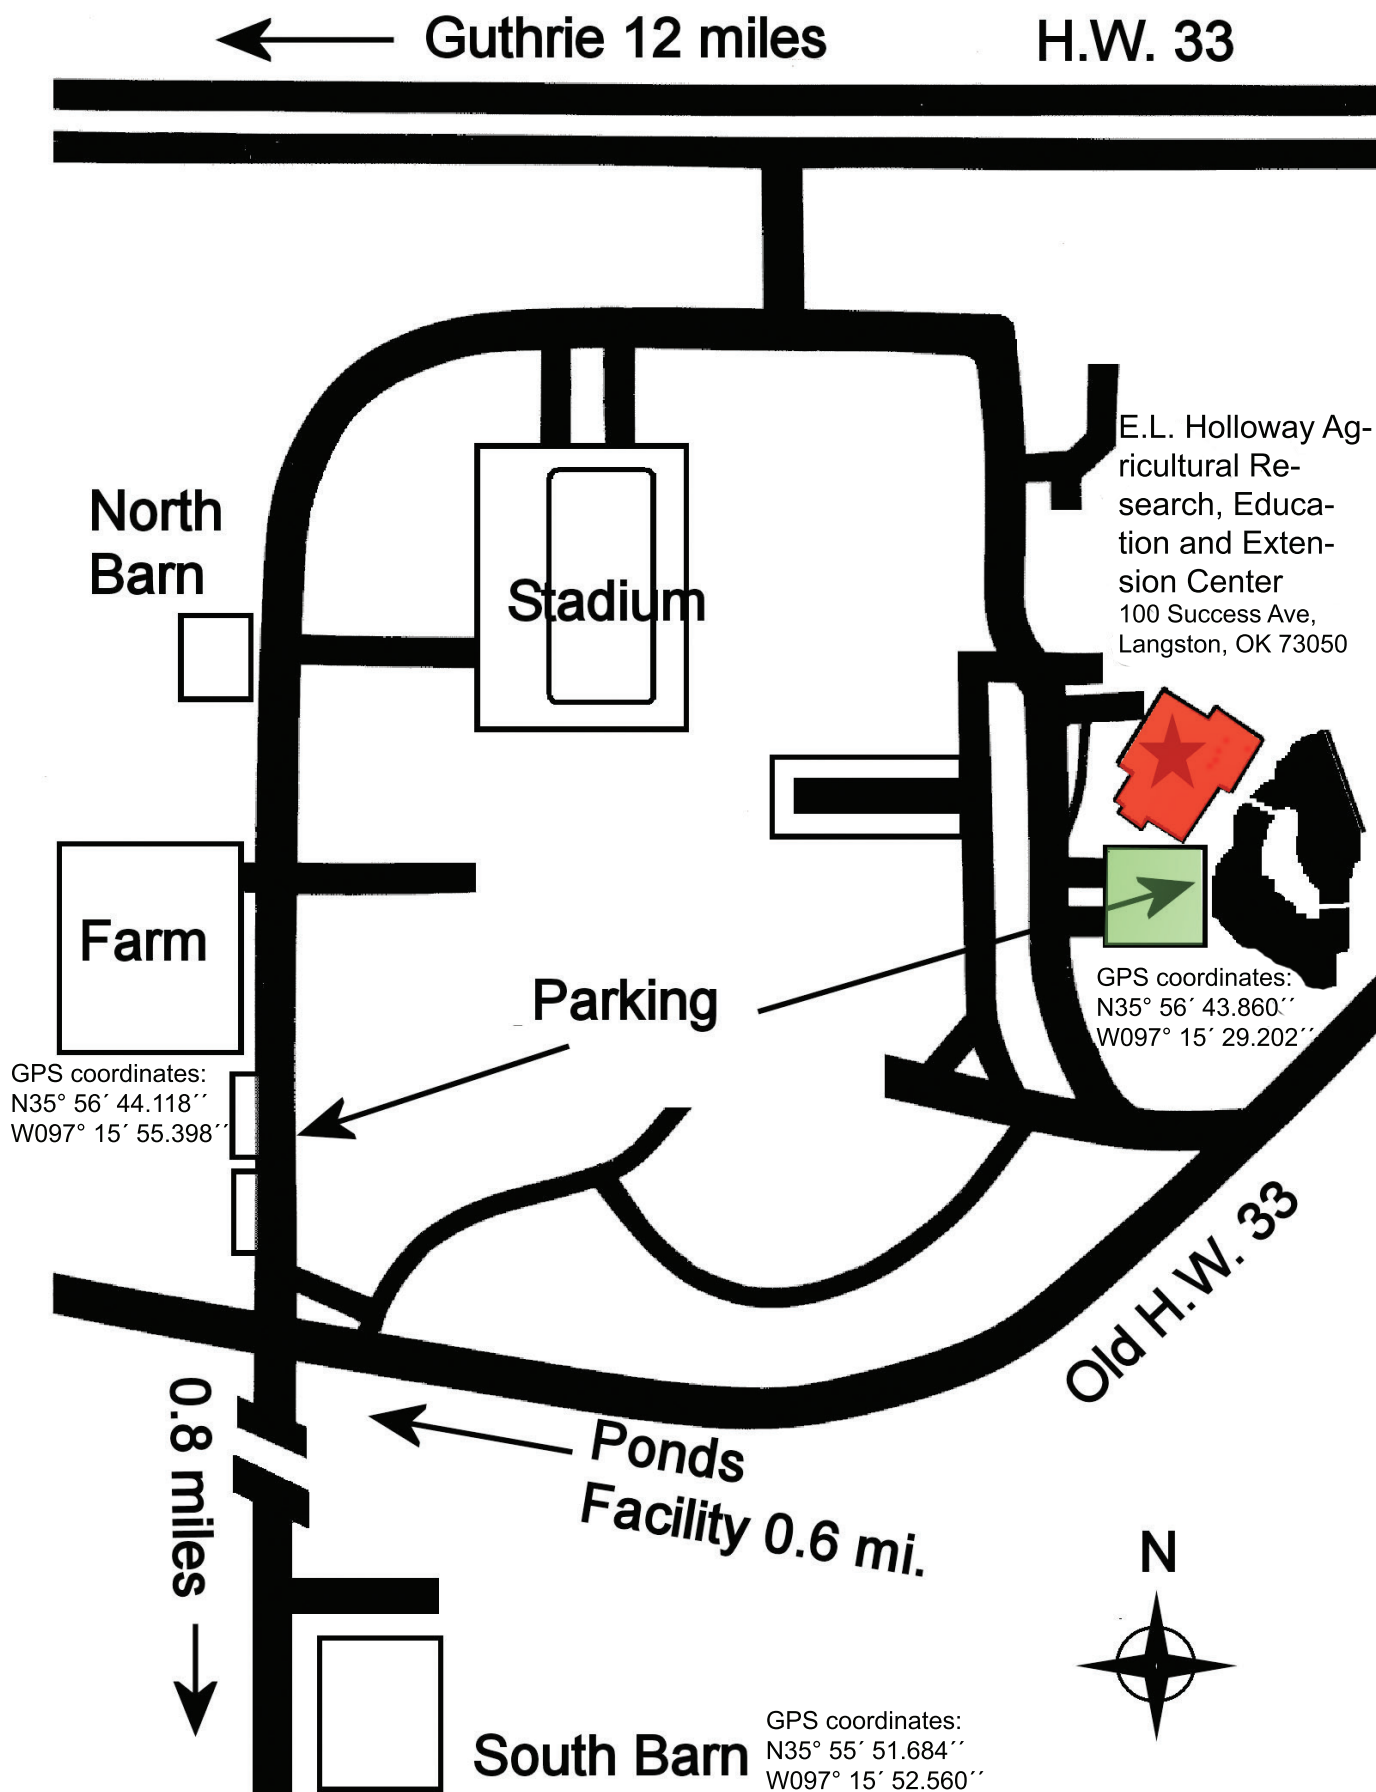 Guthrie 12 miles
H.W. 33
E.L. Holloway Ag-
ricultural Re-
search, Educa-
tion and Exten-
sion Center
100 Success Ave,
Langston, OK 73050
North
Barn
Stadium
Farm
Parking
GPS coordinates:
N35° 56´ 43.860´´
W097° 15´ 29.202´´
GPS coordinates:
N35° 56´ 44.118´´
W097° 15´ 55.398´´
Old H.W. 33
0.8 miles
Ponds
Facility 0.6 mi.
N
South Barn
GPS coordinates:
N35° 55´ 51.684´´
W097° 15´ 52.560´´